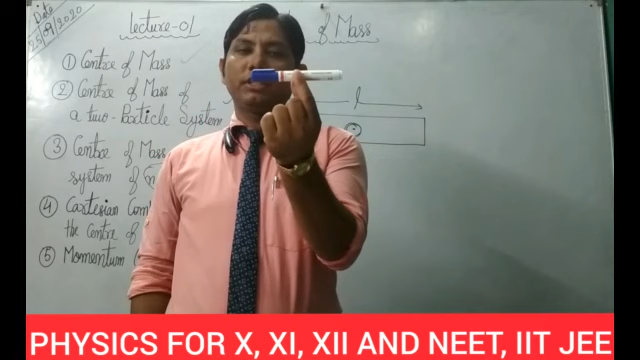 Date
25/09/2020
Lecture-01
of Mass
① Centre of Mass
② Centre of Mass of
a two-Particle System
③ Centre of Mass
system of n
④ Cartesian Com
the Centre of
⑤ Momentum
l
PHYSICS FOR X, XI, XII AND NEET, IIT JEE